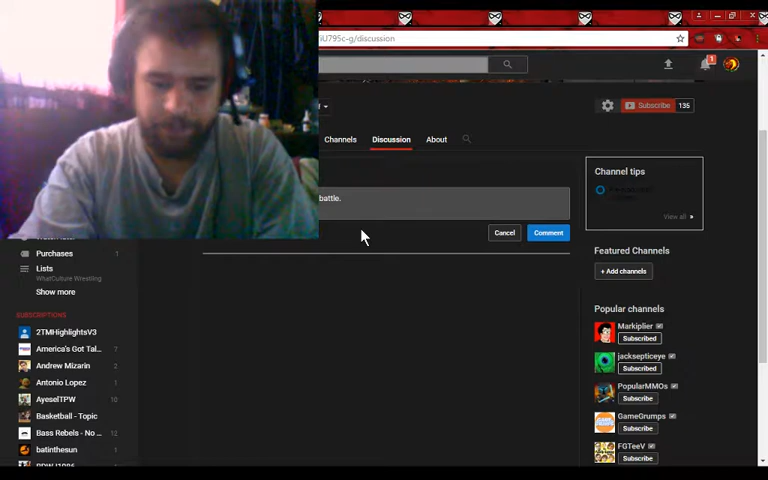 iU795c-g/discussion
1
Subscribe 135
Channels Discussion About
Channel tips
battle.
View all »
Cancel Comment
Purchases 1
Featured Channels
Lists
+ Add channels
WhatCulture Wrestling
Show more
Popular channels
SUBSCRIPTIONS
Markiplier
2TMHighlightsV3
Subscribed
America's Got Tal... 7
jacksepticeye
Andrew Mizarin 2
Subscribed
Antonio Lopez 2
PopularMMOs
AyeselTPW 10
Subscribe
Basketball - Topic
GameGrumps
Subscribe
Bass Rebels - No ... 12
FGTeeV
batinthesun 1
Subscribe